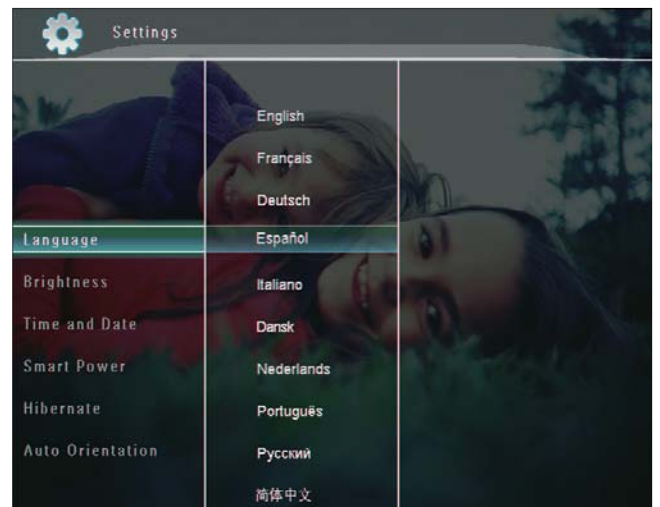 Settings
English
Français
Deutsch
Language
Español
Brightness
Italiano
Time and Date
Dansk
Smart Power
Nederlands
Hibernate
Portuguës
Auto Orientation
Русский
简体中文